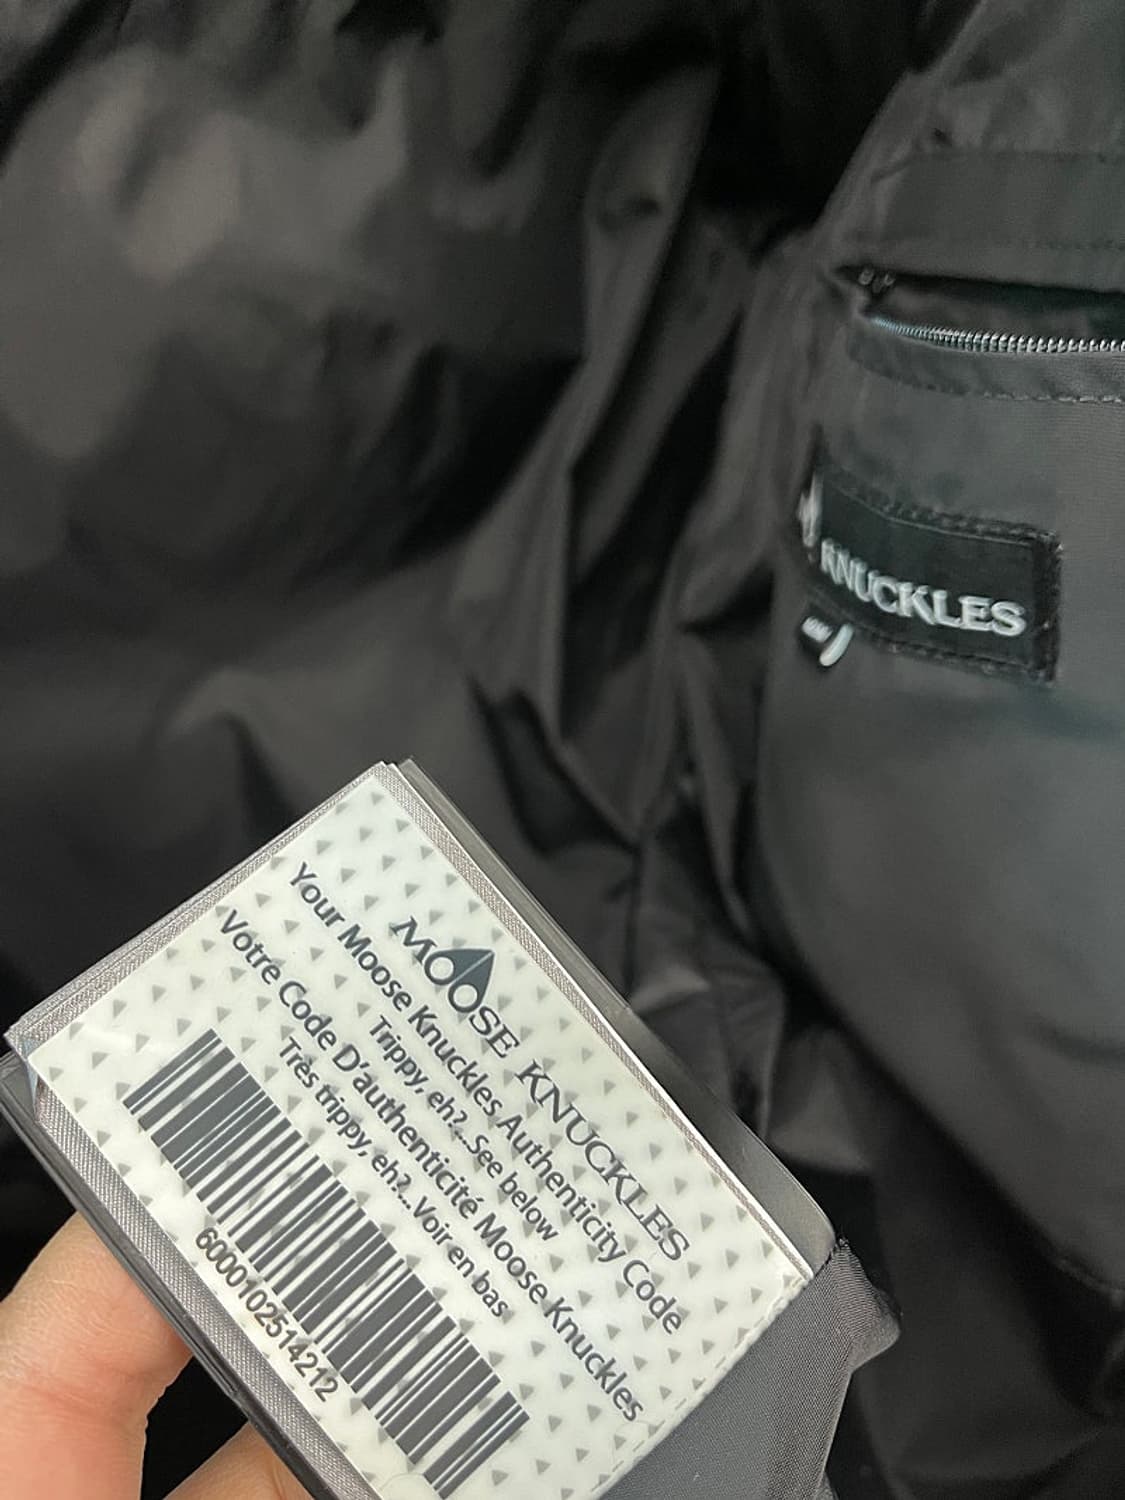 KNUCKLES
MOOSE KNUCKLES
Your Moose Knuckles Authenticity Code
Trippy, eh?...See below
Votre Code D'authenticité Moose Knuckles
Très trippy, eh?...Voir en bas
6000102514212